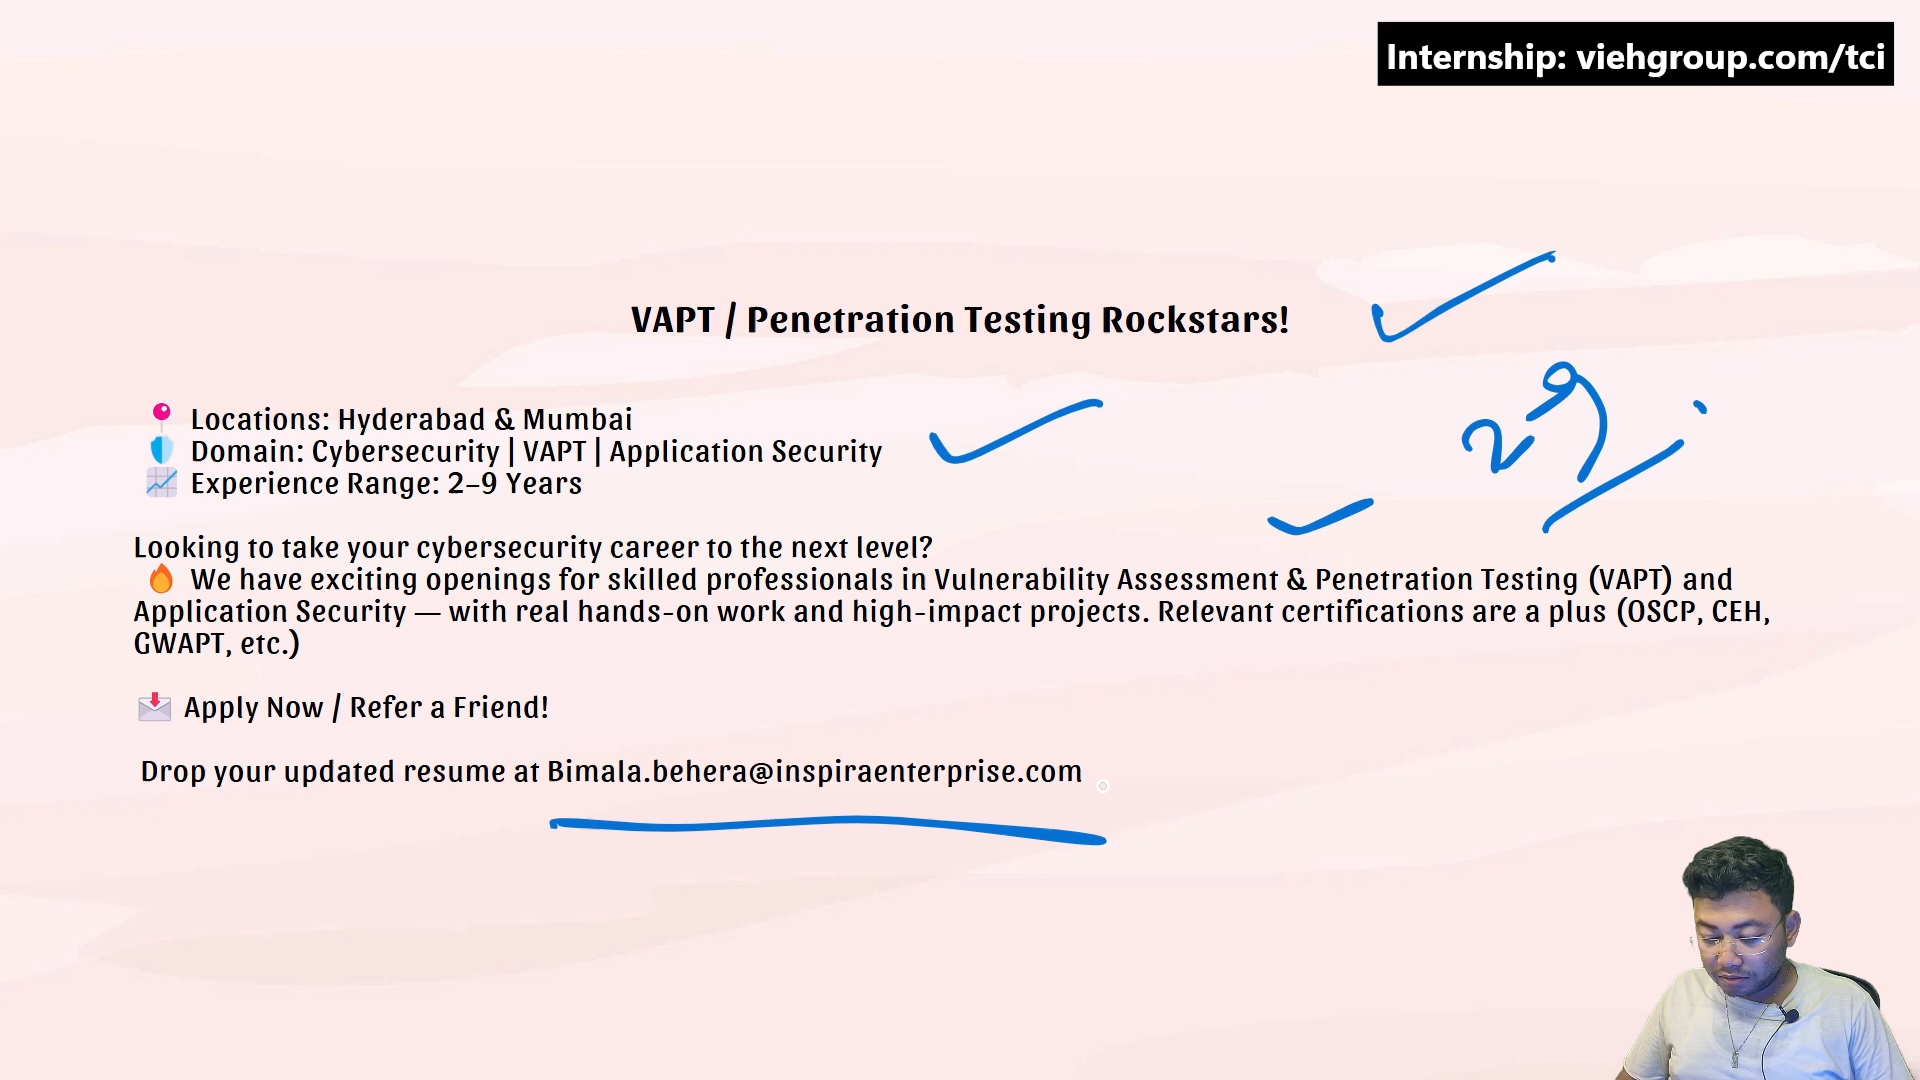 Internship: viehgroup.com/tci
VAPT / Penetration Testing Rockstars!
📍 Locations: Hyderabad & Mumbai
🛡️ Domain: Cybersecurity | VAPT | Application Security
📈 Experience Range: 2–9 Years
2-9
Looking to take your cybersecurity career to the next level?
🔥 We have exciting openings for skilled professionals in Vulnerability Assessment & Penetration Testing (VAPT) and
Application Security — with real hands-on work and high-impact projects. Relevant certifications are a plus (OSCP, CEH,
GWAPT, etc.)
📩 Apply Now / Refer a Friend!
Drop your updated resume at Bimala.behera@inspiraenterprise.com